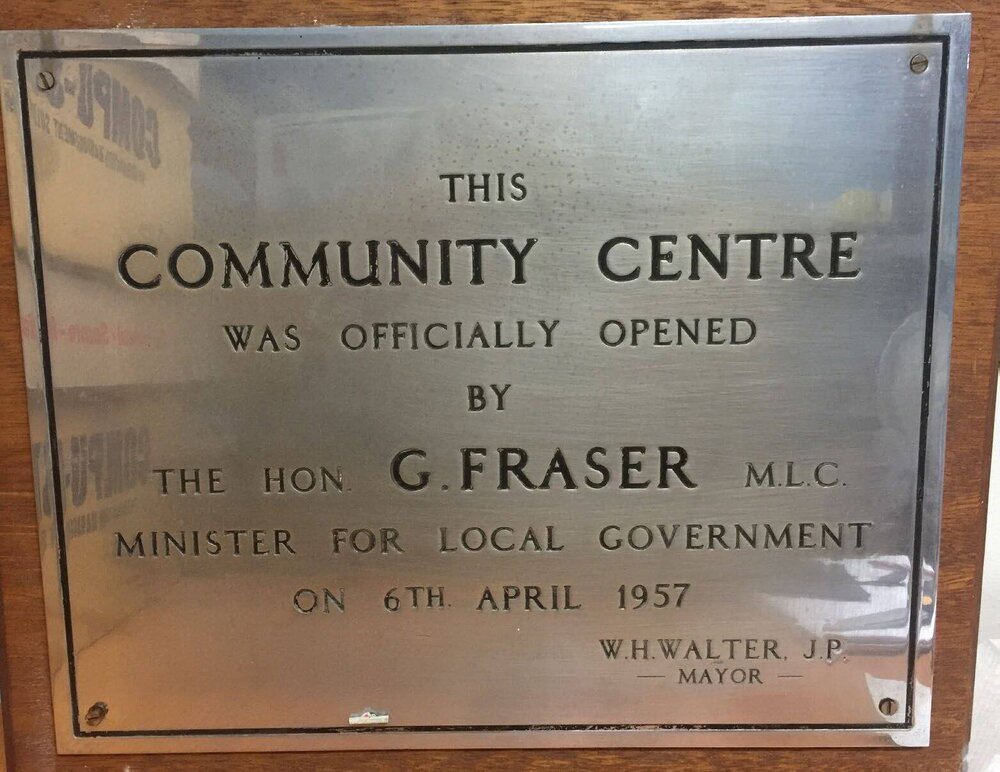 THIS
COMMUNITY CENTRE
WAS OFFICIALLY OPENED
BY
THE HON. G. FRASER M.L.C.
MINISTER FOR LOCAL GOVERNMENT
ON 6TH. APRIL 1957
W.H. WALTER, J.P.
— MAYOR —